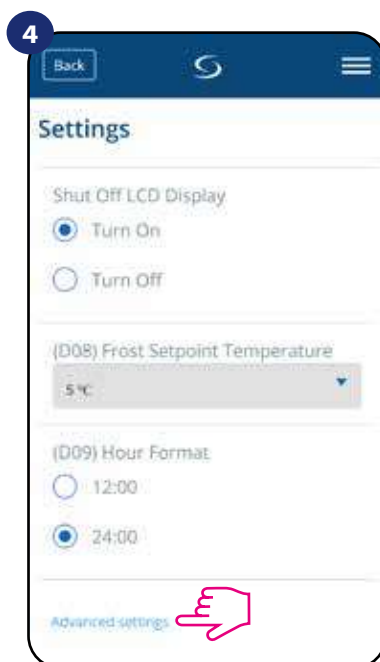 4
Back
Settings
Shut Off LCD Display
Turn On
Turn Off
(D08) Frost Setpoint Temperature
5 °C
(D09) Hour Format
12:00
24:00
Advanced settings